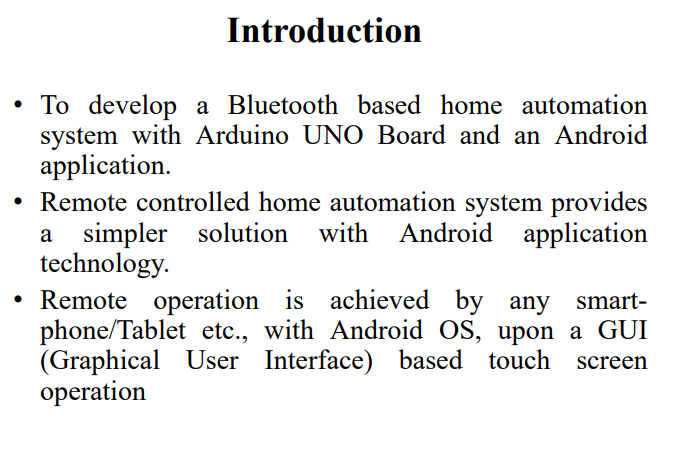 Introduction
• To develop a Bluetooth based home automation
system with Arduino UNO Board and an Android
application.
• Remote controlled home automation system provides
a simpler solution with Android application
technology.
• Remote operation is achieved by any smart-
phone/Tablet etc., with Android OS, upon a GUI
(Graphical User Interface) based touch screen
operation